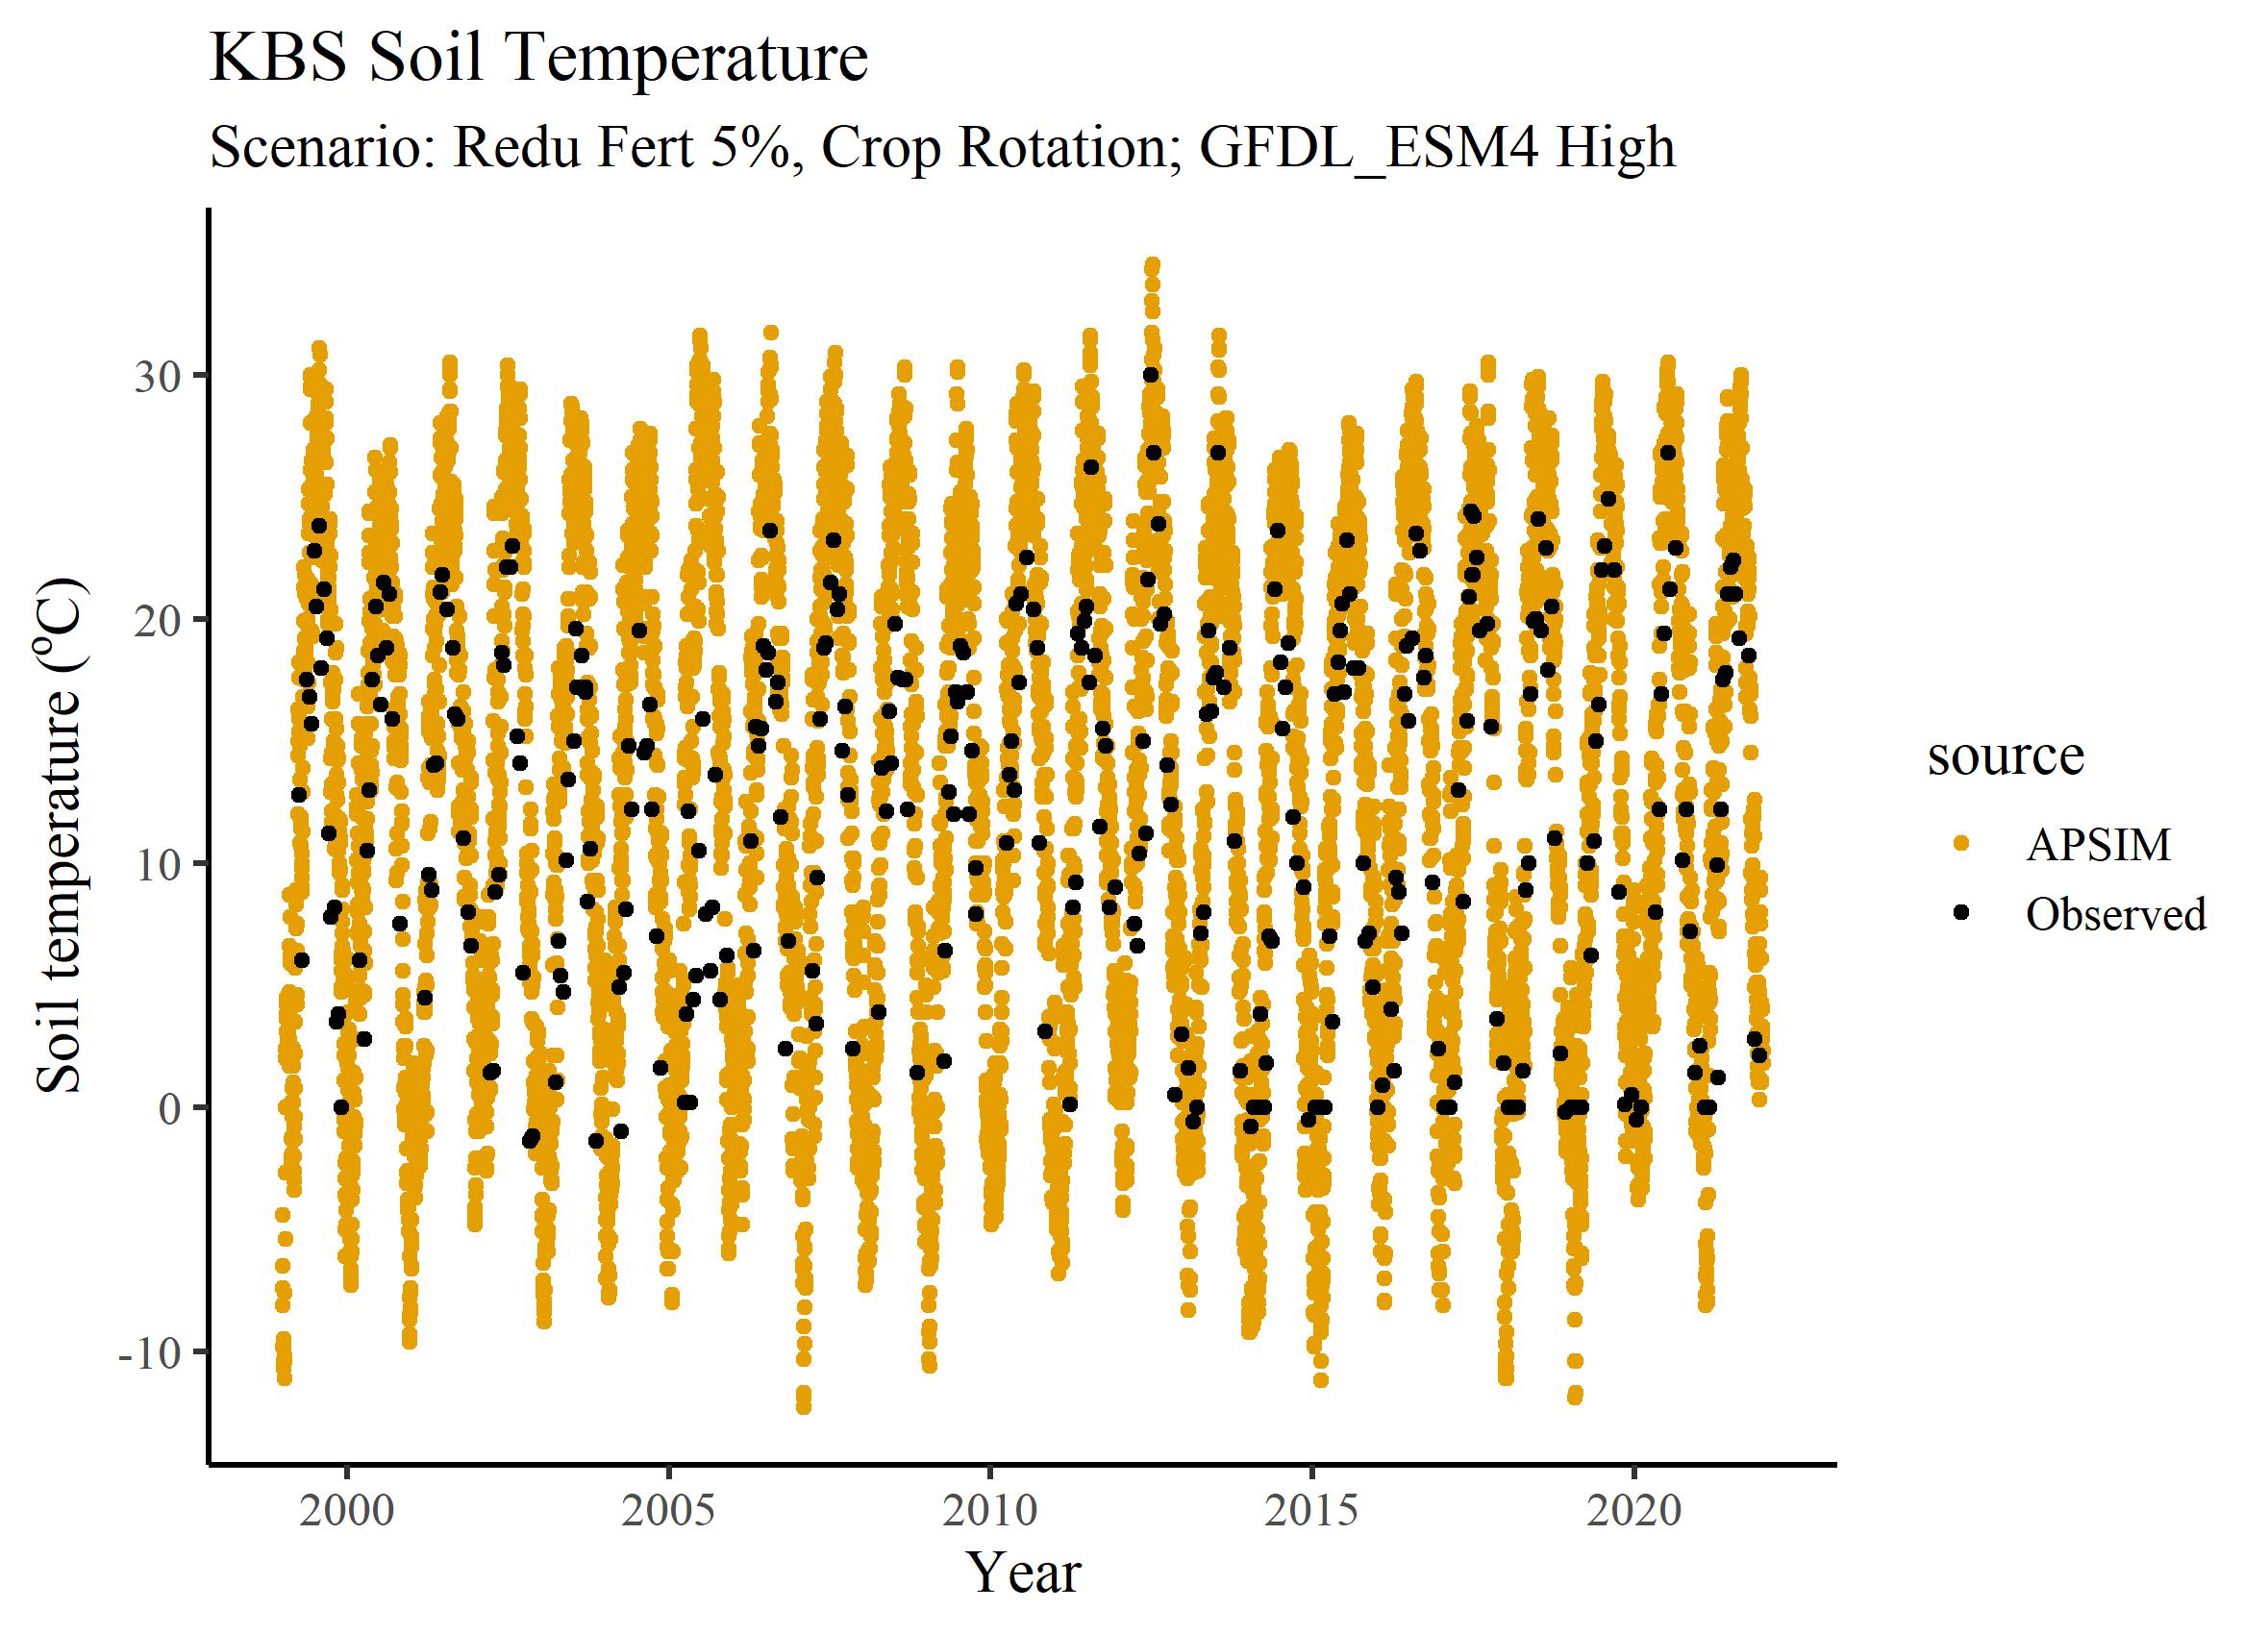 KBS Soil Temperature
Scenario: Redu Fert 5%, Crop Rotation; GFDL_ESM4 High
Soil temperature (°C)
30
20
10
0
-10
2000
2005
2010
2015
2020
Year
source
APSIM
Observed